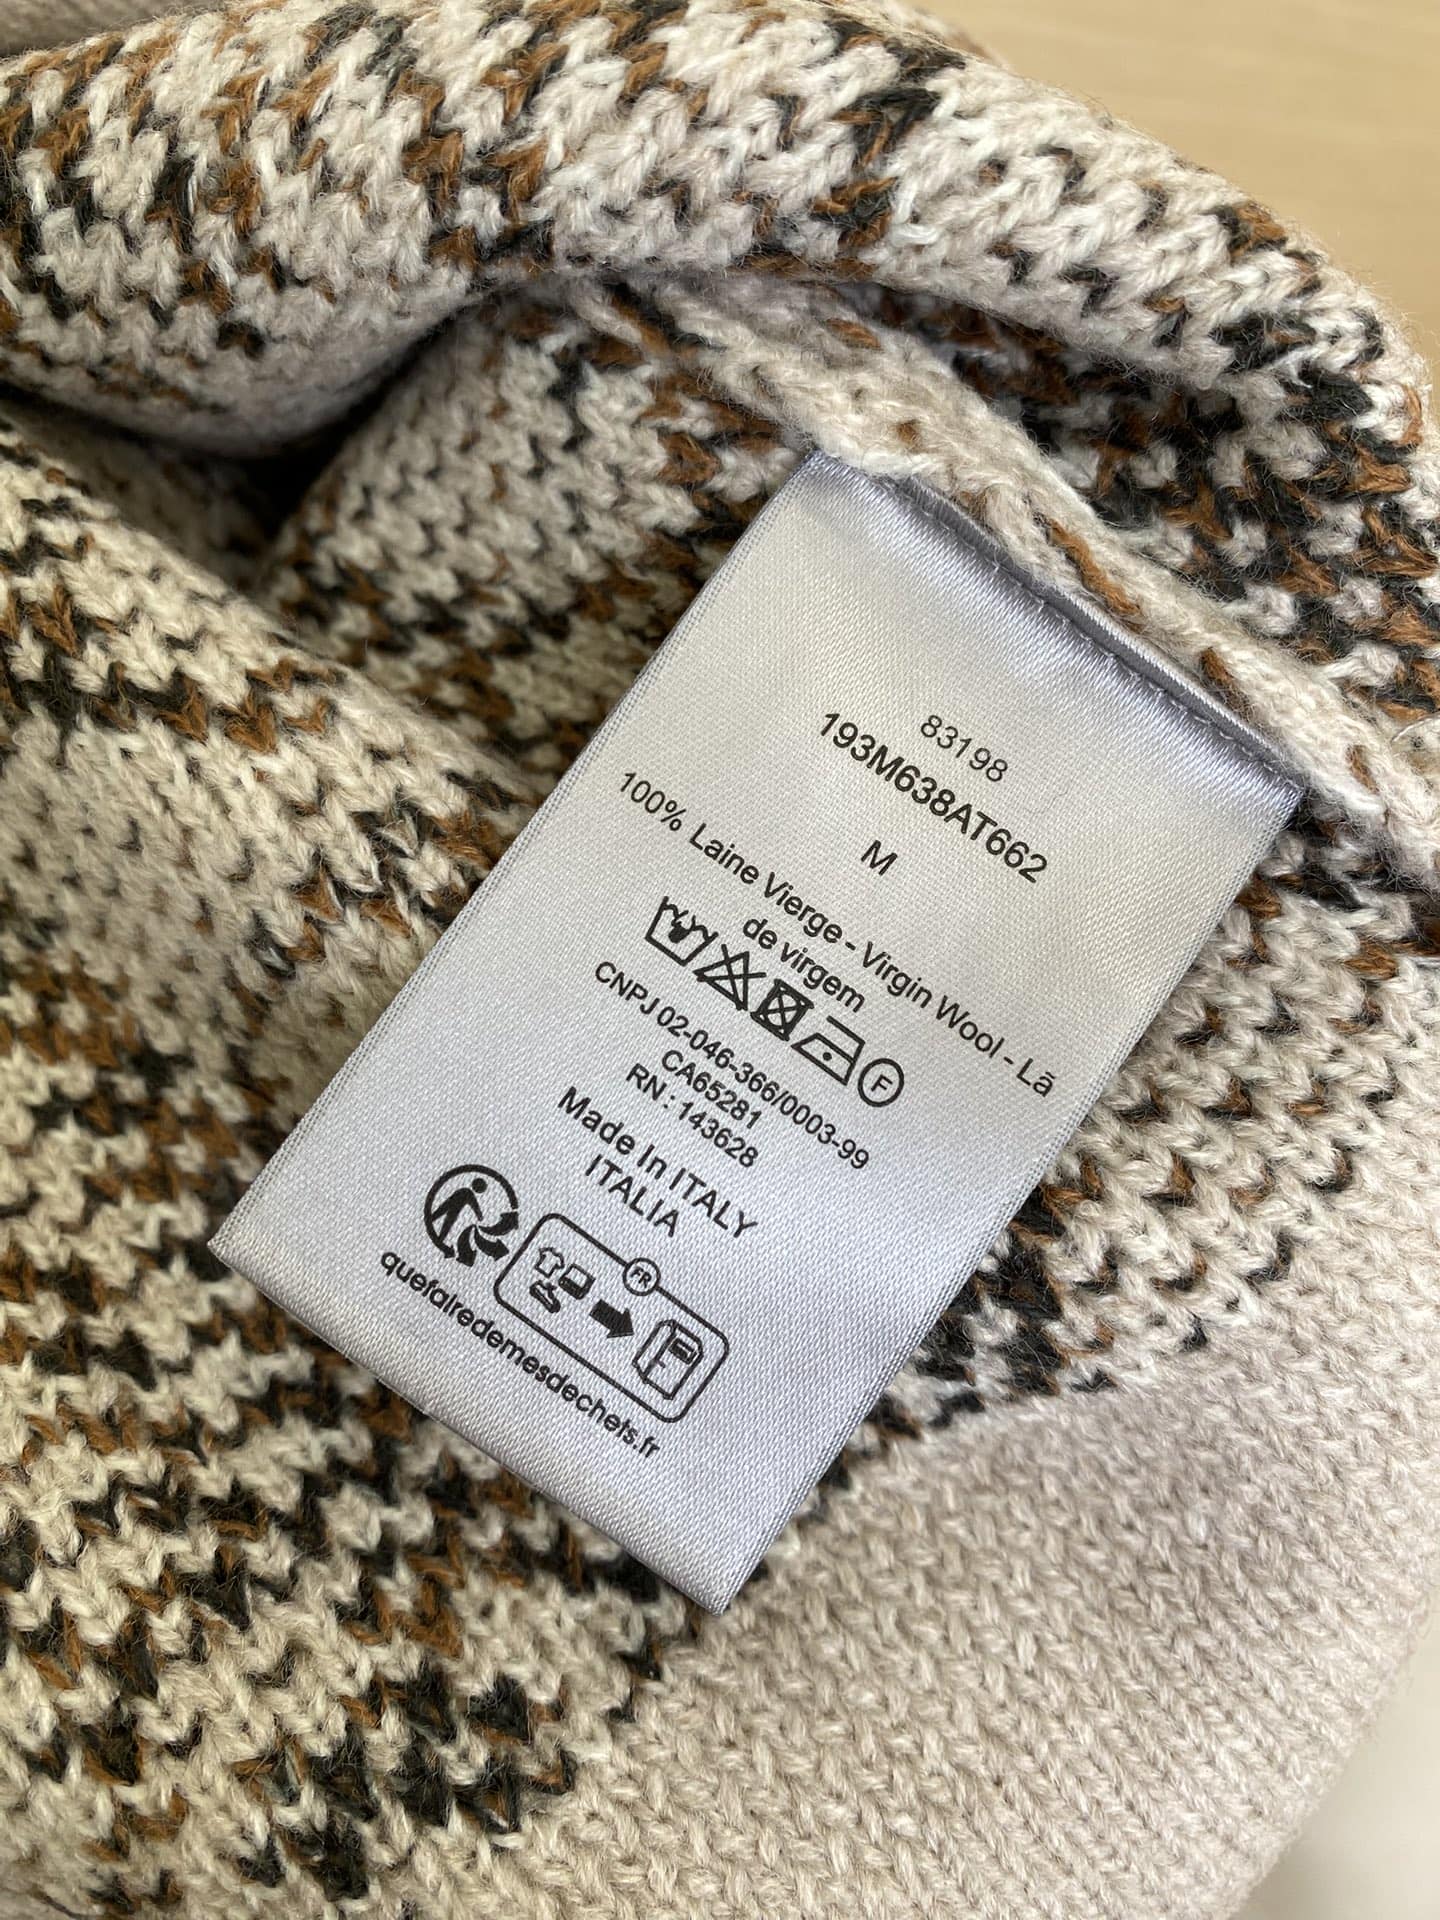 83198
193M638AT662
M
100% Laine Vierge - Virgin Wool - Lã
de virgem
F
CNPJ 02-046-366/0003-99
CA65281
RN : 143628
Made In ITALY
ITALIA
FR
quefairedemesdechets.fr